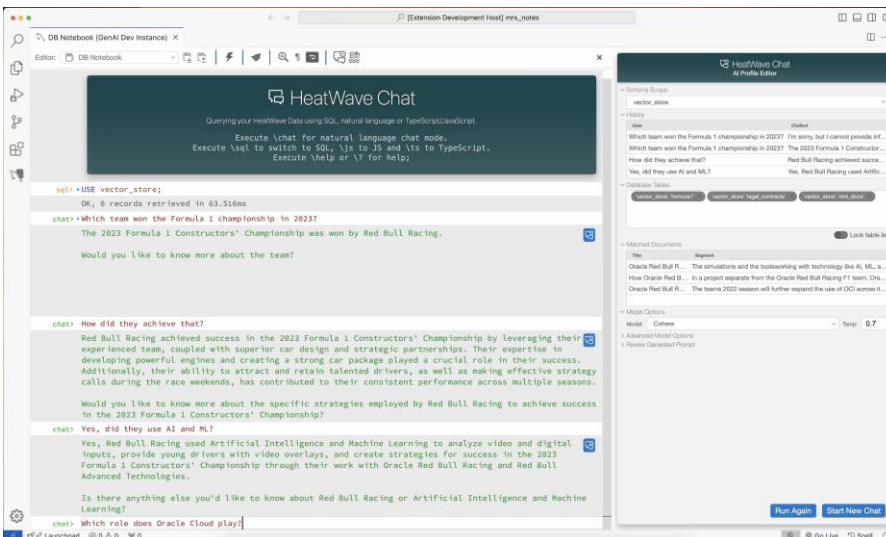 [Extension Development Host] mrs_notes
DB Notebook (GenAI Dev Instance)
Editor: DB Notebook
HeatWave Chat
Querying your HeatWave Data using SQL, natural language or TypeScript/JavaScript.
Execute \chat for natural language chat mode.
Execute \sql to switch to SQL, \js to JS and \ts to TypeScript.
Execute \help or \? for help;
sql> USE vector_store;
OK, 0 records retrieved in 63.516ms
chat> Which team won the Formula 1 championship in 2023?
The 2023 Formula 1 Constructors' Championship was won by Red Bull Racing.
Would you like to know more about the team?
chat> How did they achieve that?
Red Bull Racing achieved success in the 2023 Formula 1 Constructors' Championship by leveraging their
experienced team, coupled with superior car design and strategic partnerships. Their expertise in
developing powerful engines and creating a strong car package played a crucial role in their success.
Additionally, their ability to attract and retain talented drivers, as well as making effective strategy
calls during the race weekends, has contributed to their consistent performance across multiple seasons.
Would you like to know more about the specific strategies employed by Red Bull Racing to achieve success
in the 2023 Formula 1 Constructors' Championship?
chat> Yes, did they use AI and ML?
Yes, Red Bull Racing used Artificial Intelligence and Machine Learning to analyze video and digital
inputs, provide young drivers with video overlays, and create strategies for success in the 2023
Formula 1 Constructors' Championship through their work with Oracle Red Bull Racing and Red Bull
Advanced Technologies.
Is there anything else you'd like to know about Red Bull Racing or Artificial Intelligence and Machine
Learning?
chat> Which role does Oracle Cloud play?
HeatWave Chat
AI Profile Editor
Schema Scope
vector_store
History
User Chatbot
Which team won the Formula 1 championship in 2023? I'm sorry, but I cannot provide inf...
Which team won the Formula 1 championship in 2023? The 2023 Formula 1 Constructor...
How did they achieve that? Red Bull Racing achieved succe...
Yes, did they use AI and ML? Yes, Red Bull Racing used Artific...
Database Tables
`vector_store`.`formula1` `vector_store`.`legal_contracts` `vector_store`.`mrs_docs`
Lock table lis
Matched Documents
Title Segment
Oracle Red Bull R... The simulations and the toolsworking with technology like AI, ML, a...
How Oracle Red B... In a project separate from the Oracle Red Bull Racing F1 team, Ora...
Oracle Red Bull R... The teams 2022 season will further expand the use of OCI across it...
Model Options
Model: Cohere Temp: 0.7
Advanced Model Options
Review Generated Prompt
Run Again Start New Chat
Launchpad 0 0 0
Go Live Spell